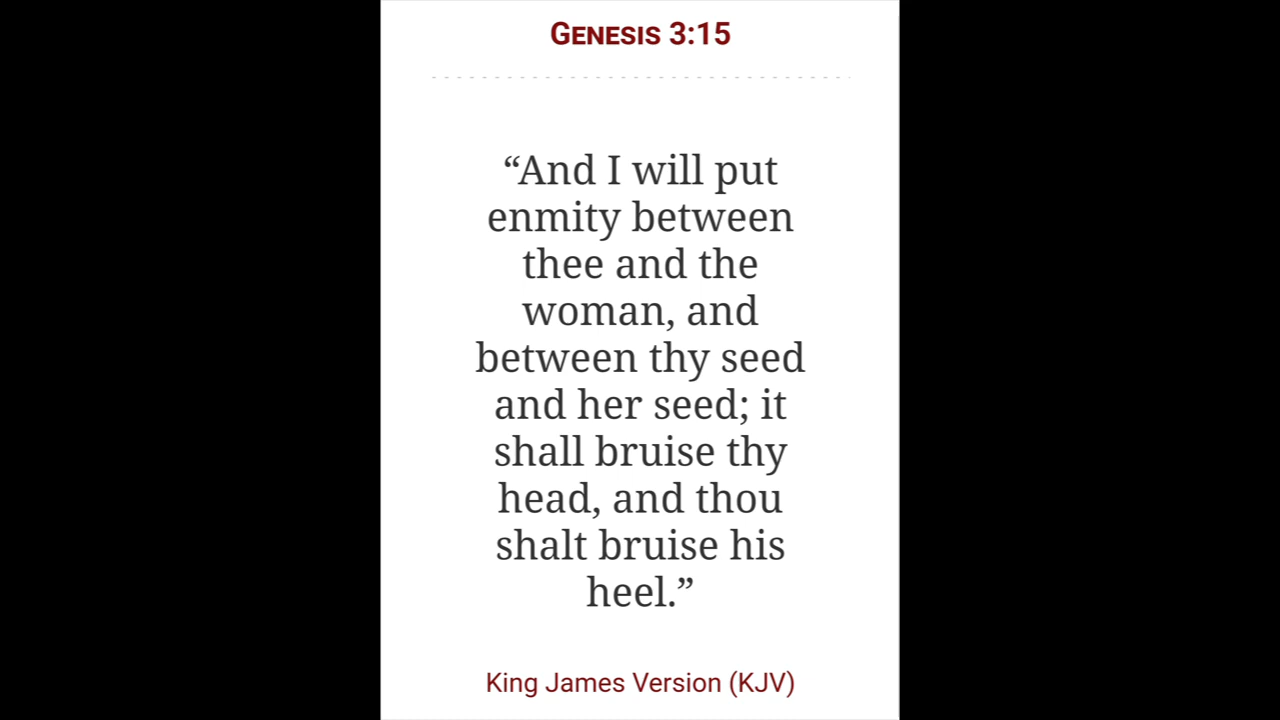 GENESIS 3:15
“And I will put
enmity between
thee and the
woman, and
between thy seed
and her seed; it
shall bruise thy
head, and thou
shalt bruise his
heel.”
King James Version (KJV)